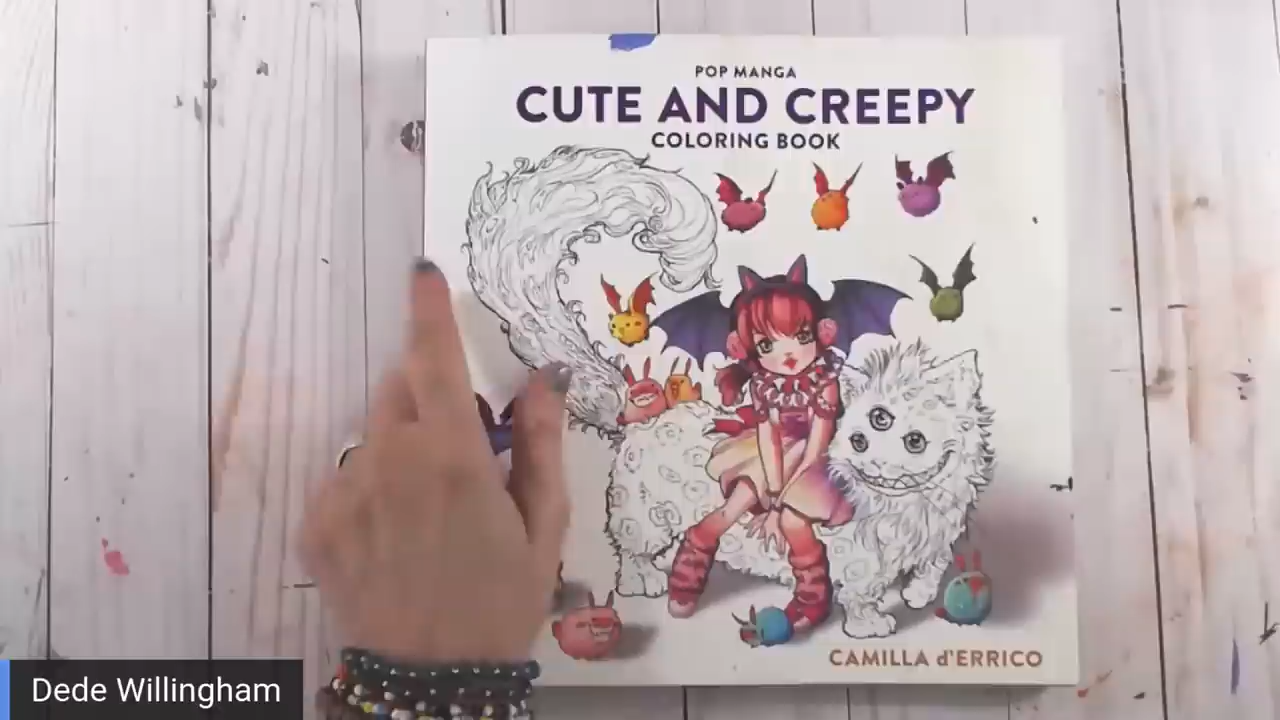 POP MANGA
CUTE AND CREEPY
COLORING BOOK
CAMILLA d'ERRICO
Dede Willingham